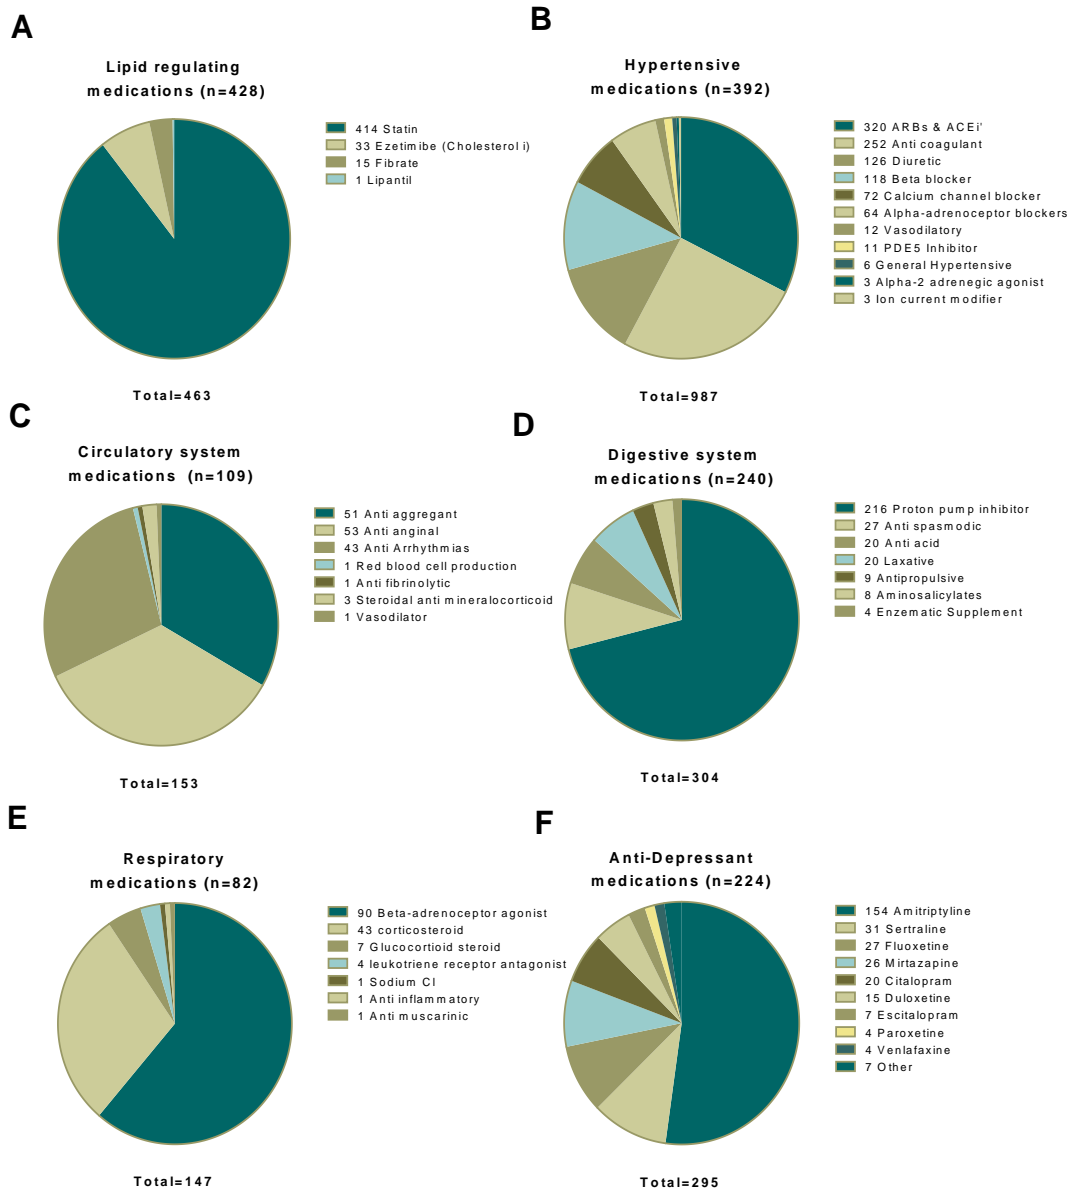 A
Lipid regulating
medications (n=428)
414 Statin
33 Ezetimibe (Cholesterol i)
15 Fibrate
1 Lipantil
Total=463
B
Hypertensive
medications (n=392)
320 ARBs & ACEi'
252 Anti coagulant
126 Diuretic
118 Beta blocker
72 Calcium channel blocker
64 Alpha-adrenoceptor blockers
12 Vasodilatory
11 PDE5 Inhibitor
6 General Hypertensive
3 Alpha-2 adrenegic agonist
3 Ion current modifier
Total=987
C
Circulatory system
medications (n=109)
51 Anti aggregant
53 Anti anginal
43 Anti Arrhythmias
1 Red blood cell production
1 Anti fibrinolytic
3 Steroidal anti mineralocorticoid
1 Vasodilator
Total=153
D
Digestive system
medications (n=240)
216 Proton pump inhibitor
27 Anti spasmodic
20 Anti acid
20 Laxative
9 Antipropulsive
8 Aminosalicylates
4 Enzematic Supplement
Total=304
E
Respiratory
medications (n=82)
90 Beta-adrenoceptor agonist
43 corticosteroid
7 Glucocortioid steroid
4 leukotriene receptor antagonist
1 Sodium Cl
1 Anti inflammatory
1 Anti muscarinic
Total=147
F
Anti-Depressant
medications (n=224)
154 Amitriptyline
31 Sertraline
27 Fluoxetine
26 Mirtazapine
20 Citalopram
15 Duloxetine
7 Escitalopram
4 Paroxetine
4 Venlafaxine
7 Other
Total=295